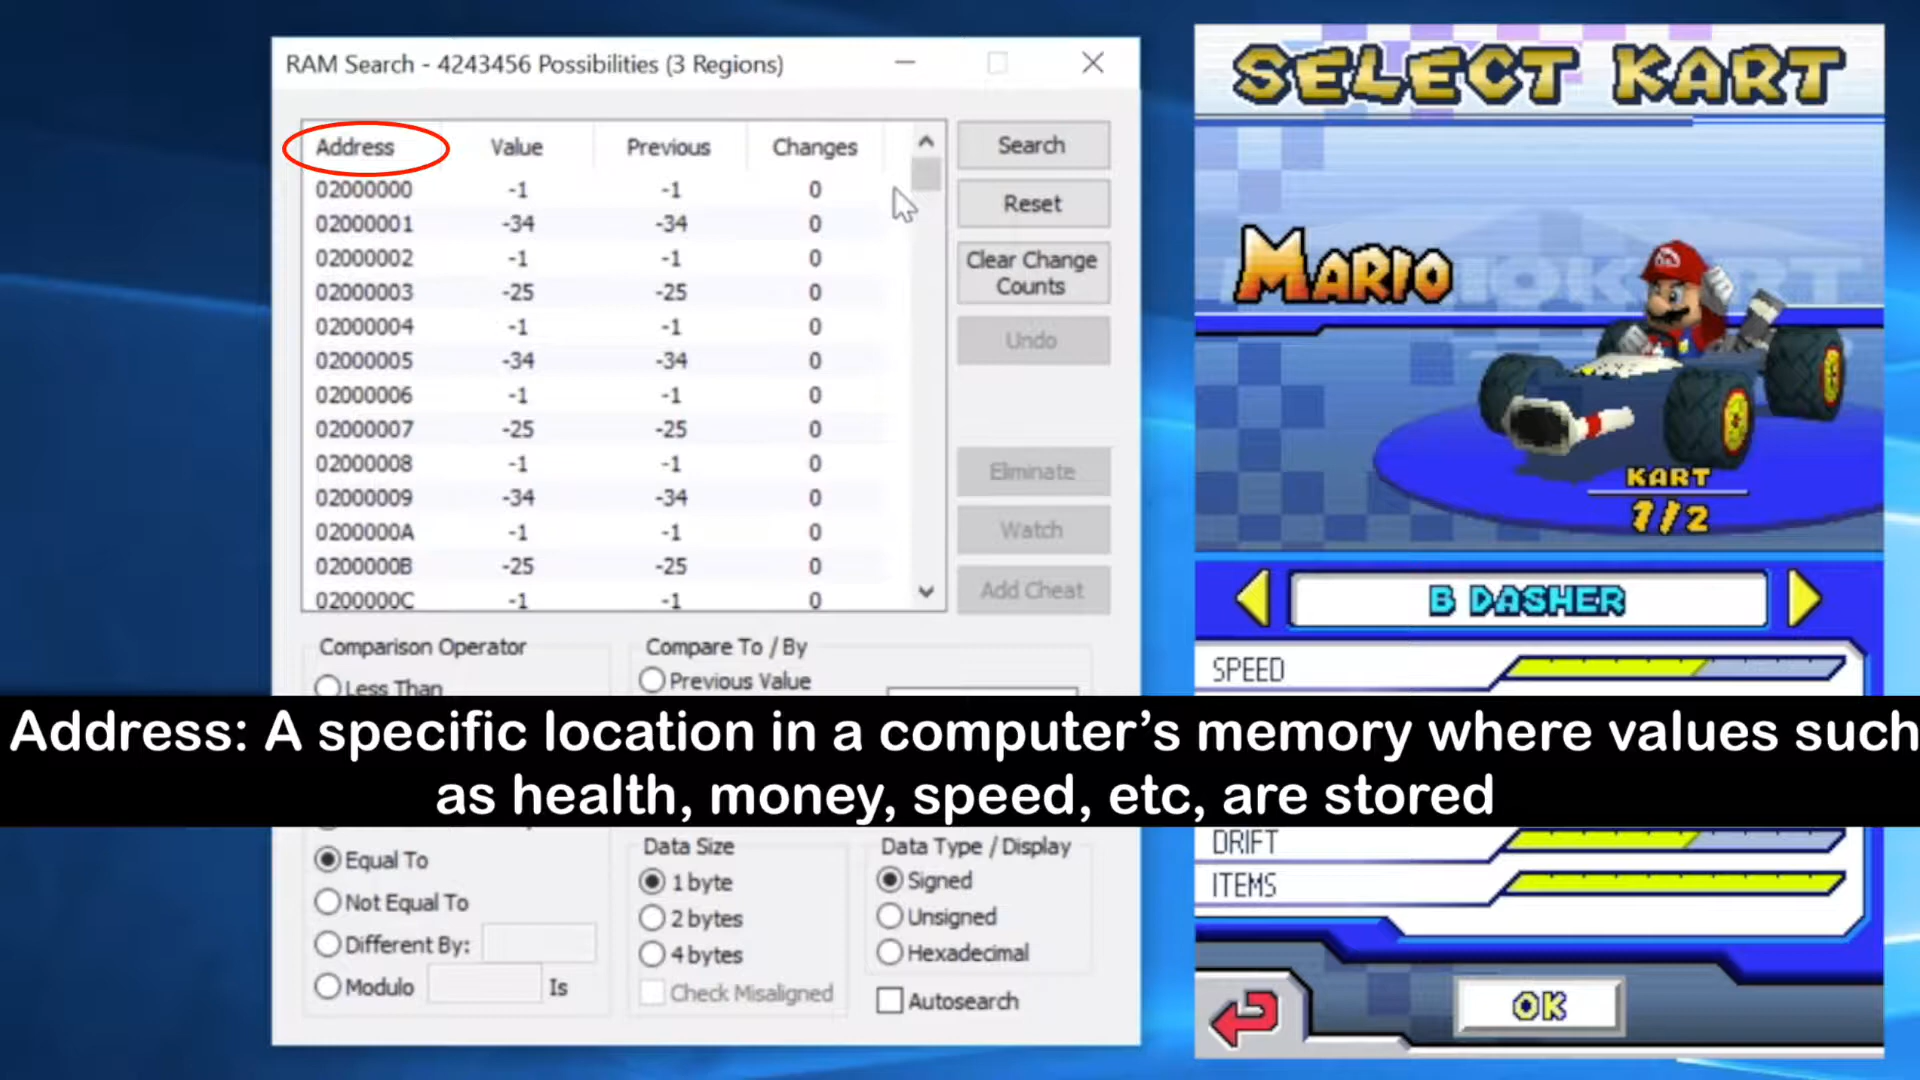 RAM Search - 4243456 Possibilities (3 Regions)
Address Value Previous Changes
02000000 -1 -1 0
02000001 -34 -34 0
02000002 -1 -1 0
02000003 -25 -25 0
02000004 -1 -1 0
02000005 -34 -34 0
02000006 -1 -1 0
02000007 -25 -25 0
02000008 -1 -1 0
02000009 -34 -34 0
0200000A -1 -1 0
0200000B -25 -25 0
0200000C -1 -1 0
Search
Reset
Clear Change
Counts
Undo
Eliminate
Watch
Add Cheat
Comparison Operator
Less Than
Compare To / By
Previous Value
Address: A specific location in a computer’s memory where values such
as health, money, speed, etc, are stored
Equal To
Not Equal To
Different By:
Modulo Is
Data Size
1 byte
2 bytes
4 bytes
Check Misaligned
Data Type / Display
Signed
Unsigned
Hexadecimal
Autosearch
SELECT KART
MARIO
KART
1/2
B DASHER
SPEED
DRIFT
ITEMS
OK